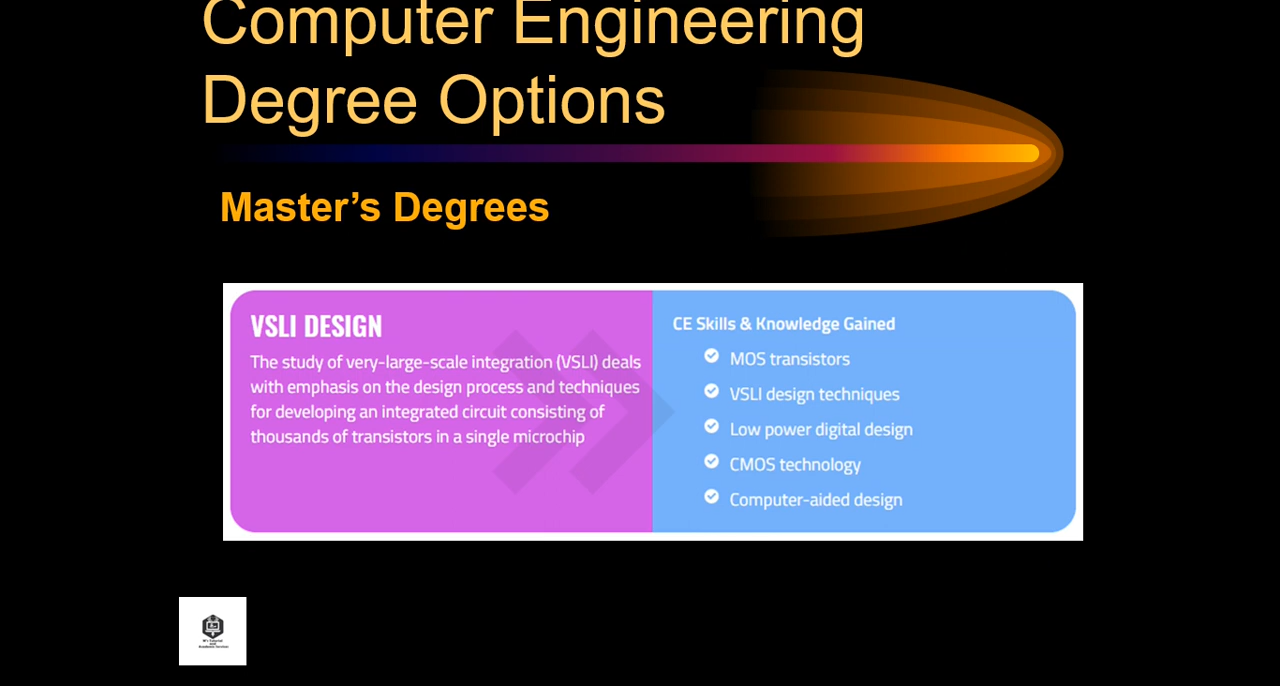 Computer Engineering
Degree Options
Master’s Degrees
VSLI DESIGN
The study of very-large-scale integration (VSLI) deals
with emphasis on the design process and techniques
for developing an integrated circuit consisting of
thousands of transistors in a single microchip
CE Skills & Knowledge Gained
MOS transistors
VSLI design techniques
Low power digital design
CMOS technology
Computer-aided design